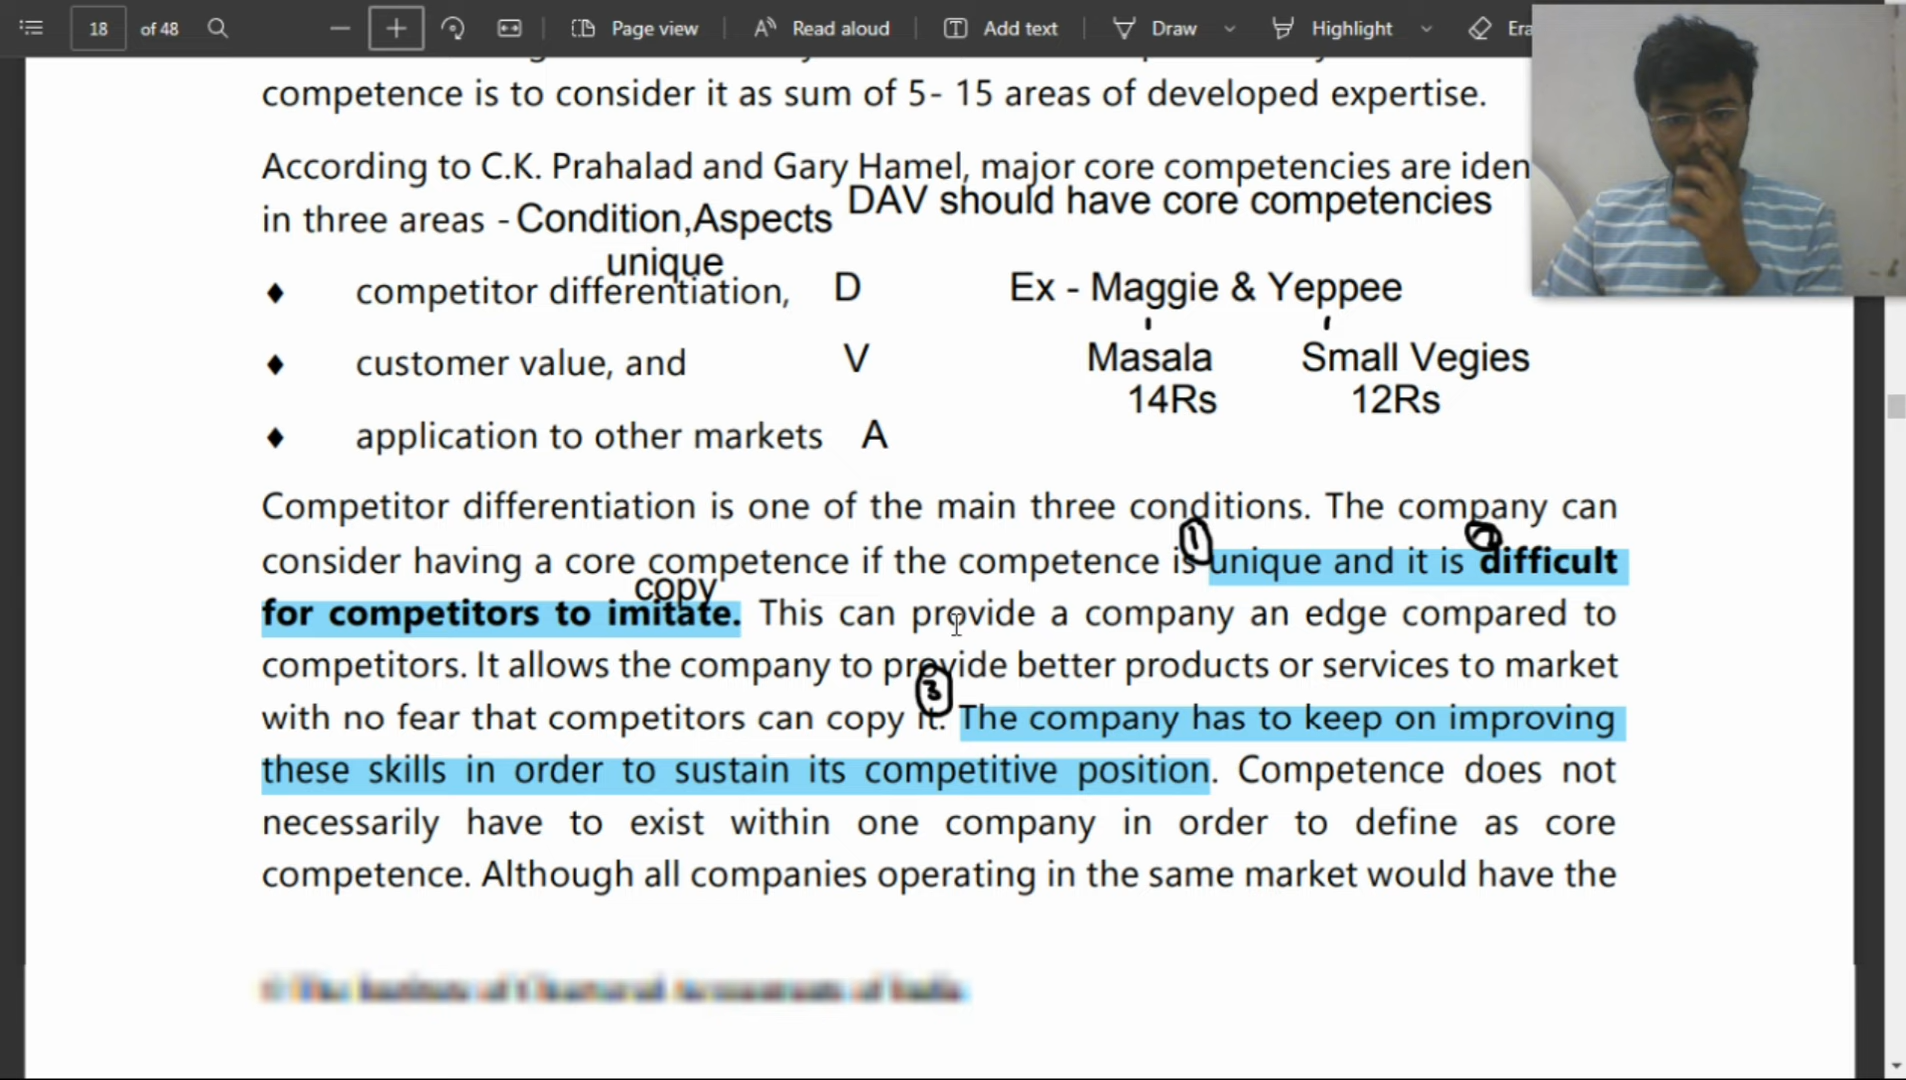 18 of 48 Page view Read aloud Add text Draw Highlight Era
competence is to consider it as sum of 5- 15 areas of developed expertise.
According to C.K. Prahalad and Gary Hamel, major core competencies are iden
in three areas - Condition,Aspects DAV should have core competencies
unique
competitor differentiation, D Ex - Maggie & Yeppee
customer value, and V Masala Small Vegies
14Rs 12Rs
application to other markets A
Competitor differentiation is one of the main three conditions. The company can
1 2
consider having a core competence if the competence is unique and it is difficult
copy
for competitors to imitate. This can provide a company an edge compared to
competitors. It allows the company to provide better products or services to market
3
with no fear that competitors can copy it. The company has to keep on improving
these skills in order to sustain its competitive position. Competence does not
necessarily have to exist within one company in order to define as core
competence. Although all companies operating in the same market would have the